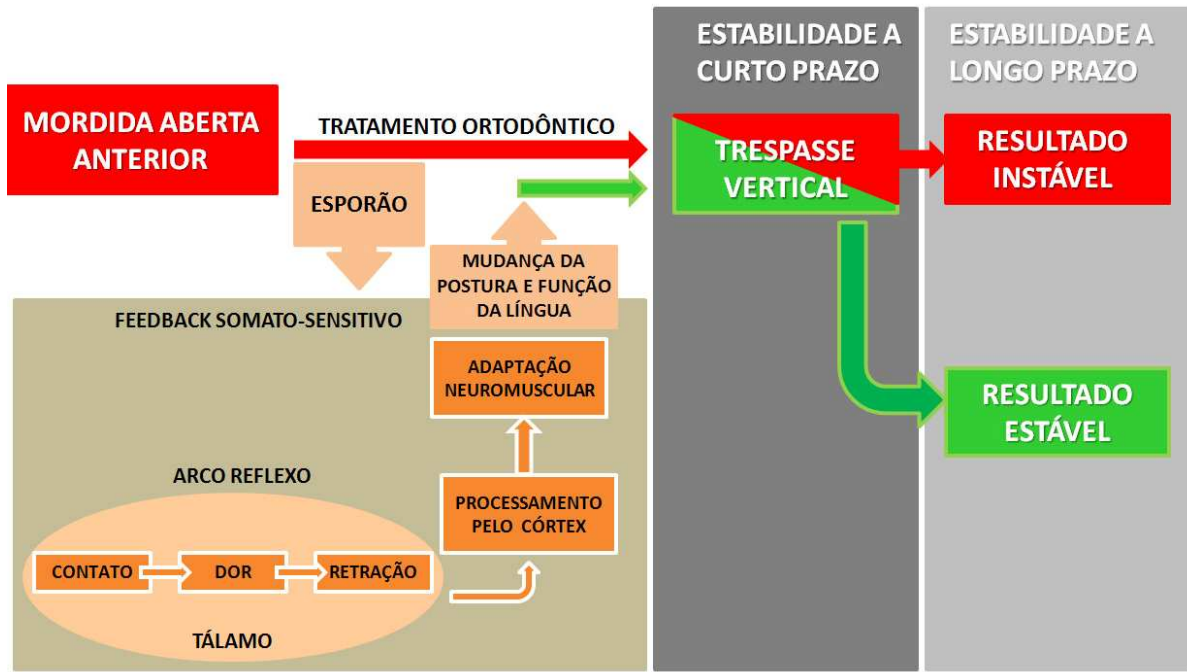 MORDIDA ABERTA
ANTERIOR
TRATAMENTO ORTODÔNTICO
ESPORÃO
MUDANÇA DA
POSTURA E FUNÇÃO
DA LÍNGUA
FEEDBACK SOMATO-SENSITIVO
ADAPTAÇÃO
NEUROMUSCULAR
ARCO REFLEXO
PROCESSAMENTO
PELO CÓRTEX
CONTATO
DOR
RETRAÇÃO
TÁLAMO
ESTABILIDADE A
CURTO PRAZO
TRESPASSE
VERTICAL
ESTABILIDADE A
LONGO PRAZO
RESULTADO
INSTÁVEL
RESULTADO
ESTÁVEL